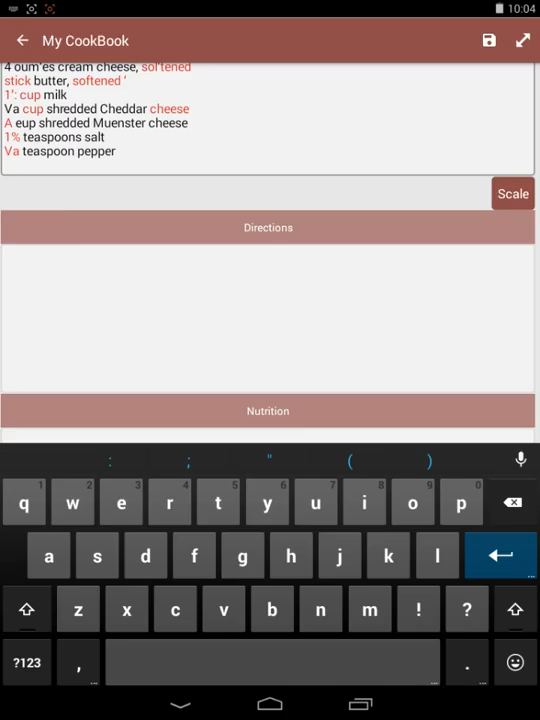 10:04
My CookBook
4 oum'es cream cheese, sol'tened
stick butter, softened '
1': cup milk
Va cup shredded Cheddar cheese
A eup shredded Muenster cheese
1% teaspoons salt
Va teaspoon pepper
Scale
Directions
Nutrition
: ; " ( )
1 2 3 4 5 6 7 8 9 0
q w e r t y u i o p
a s d f g h j k l
z x c v b n m ! ?
?123 , .